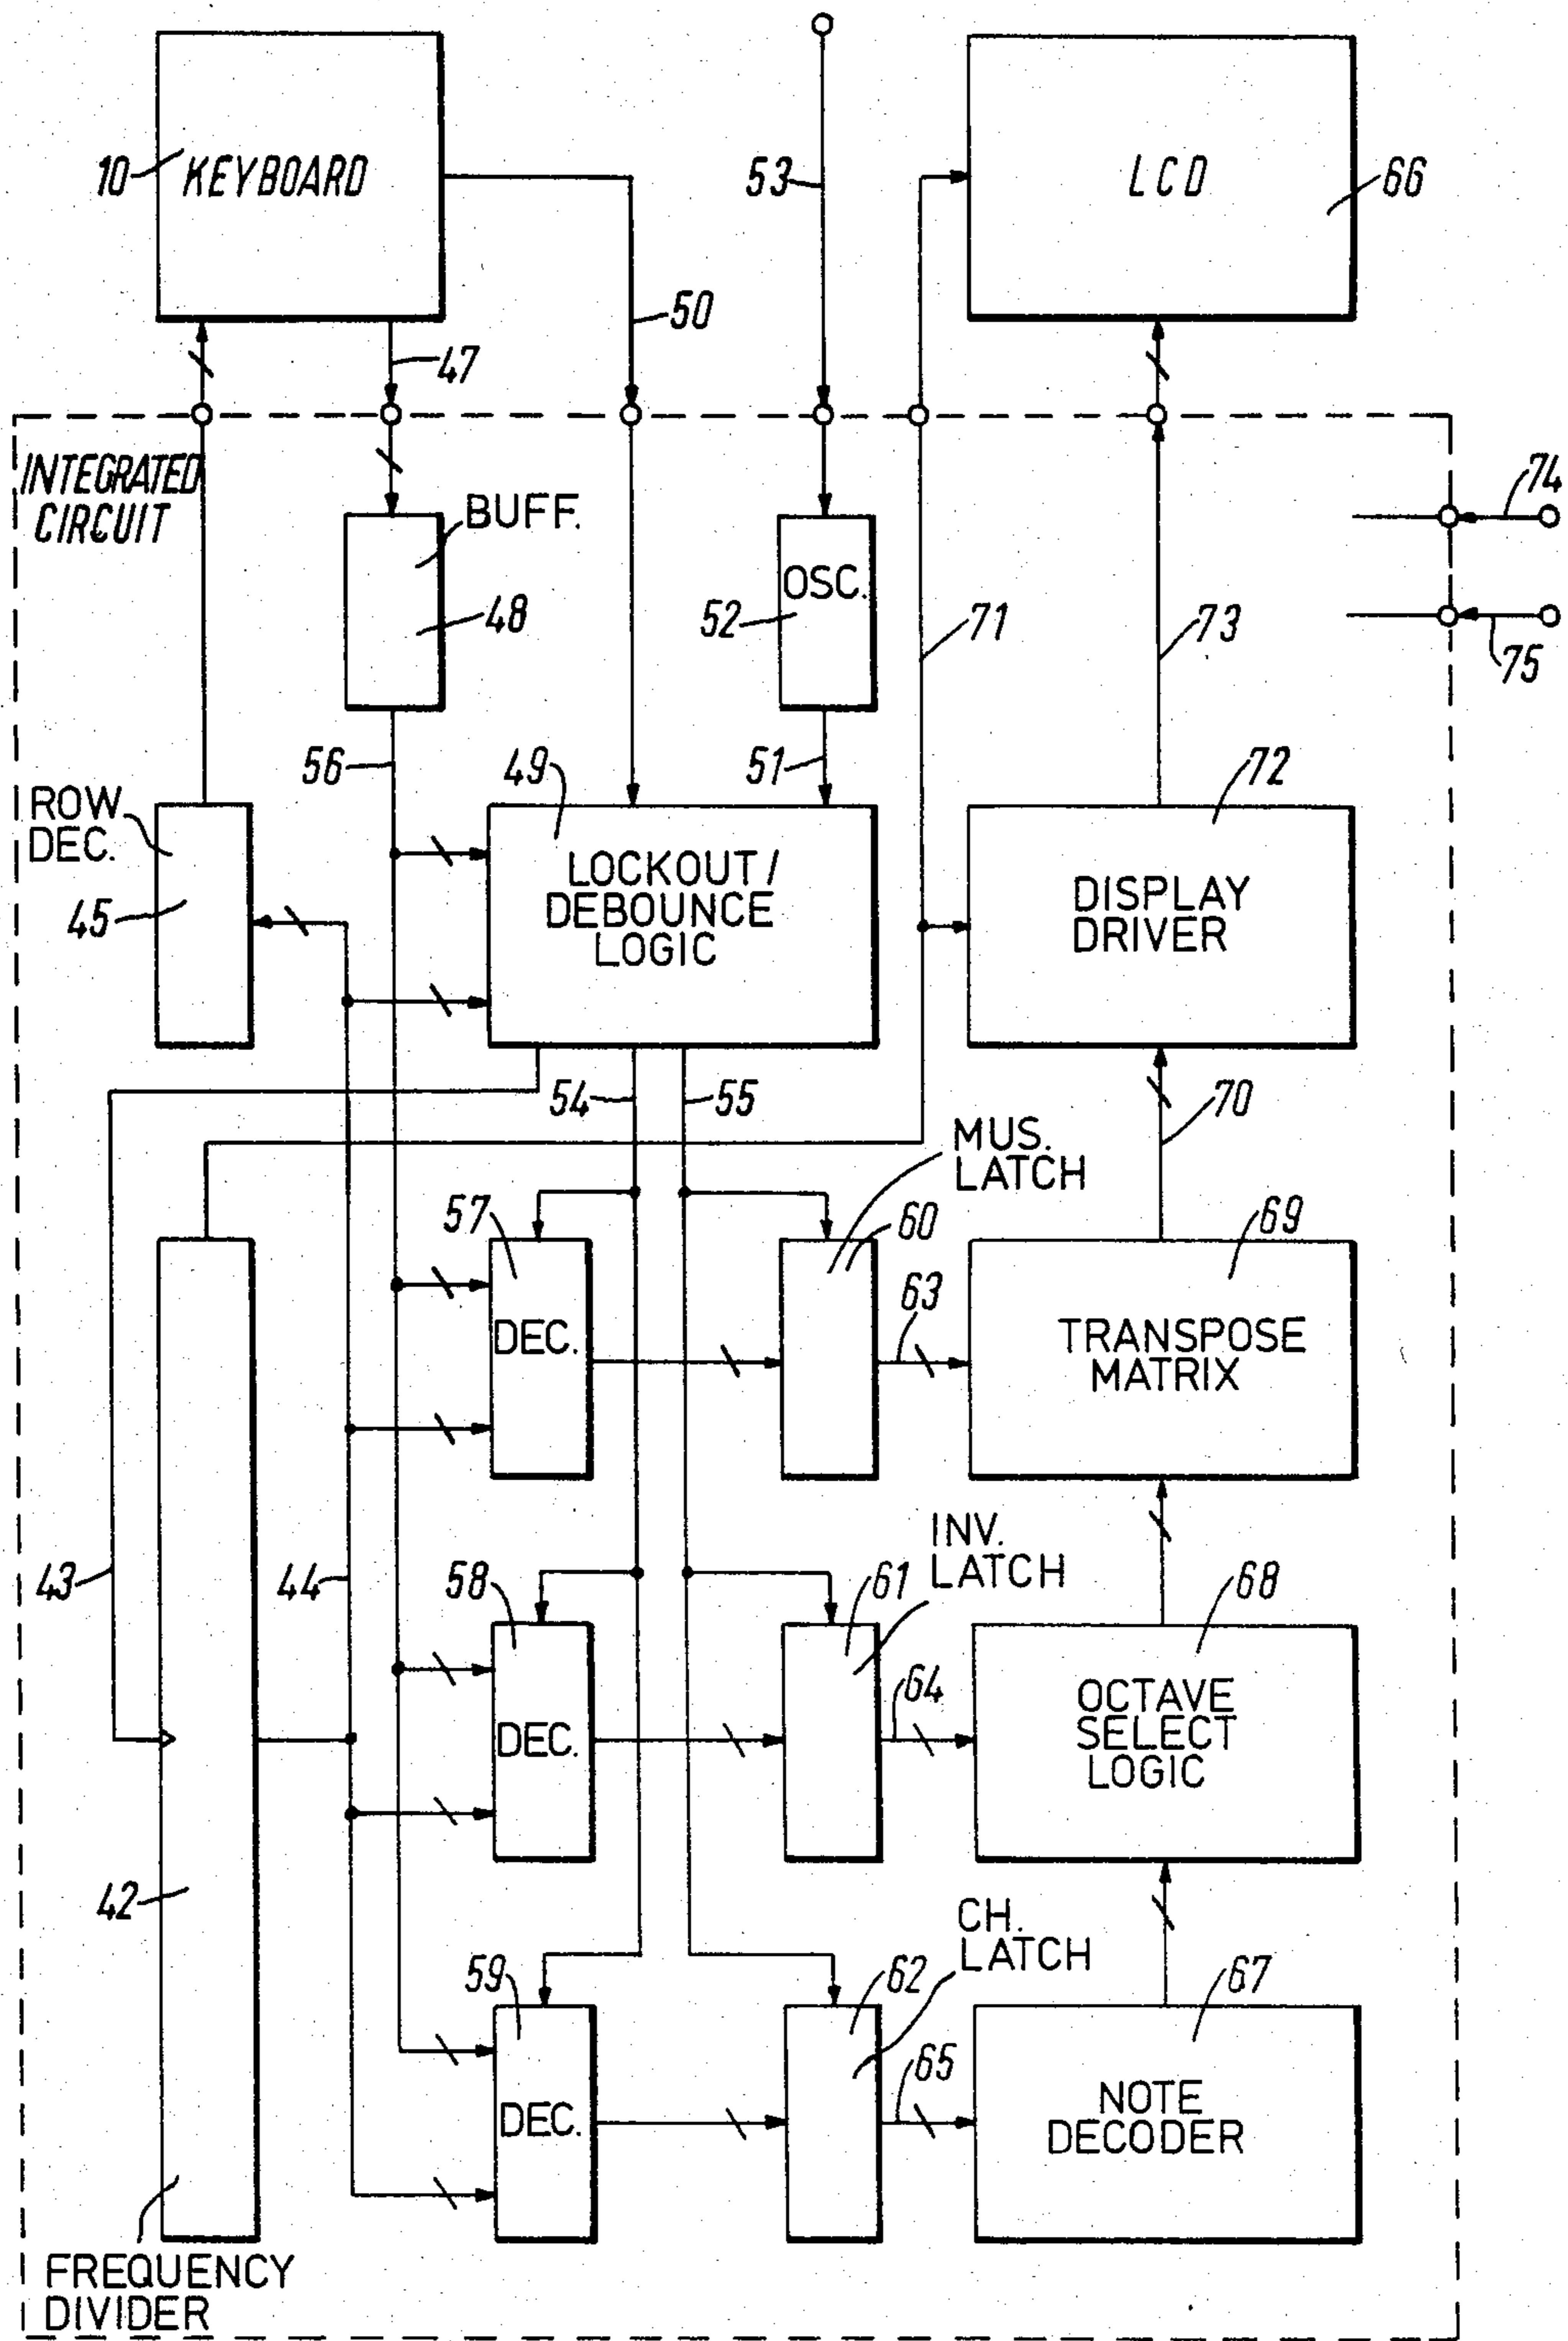 10
KEYBOARD
53
LCD
66
50
47
INTEGRATED
CIRCUIT
BUFF.
48
OSC.
52
71
73
74
75
56
49
51
72
ROW
DEC.
45
LOCKOUT/
DEBOUNCE
LOGIC
DISPLAY
DRIVER
54
55
70
MUS.
LATCH
57
60
69
DEC.
63
TRANSPOSE
MATRIX
43
44
58
61
INV.
LATCH
68
DEC.
64
OCTAVE
SELECT
LOGIC
42
59
62
CH.
LATCH
67
DEC.
65
NOTE
DECODER
FREQUENCY
DIVIDER